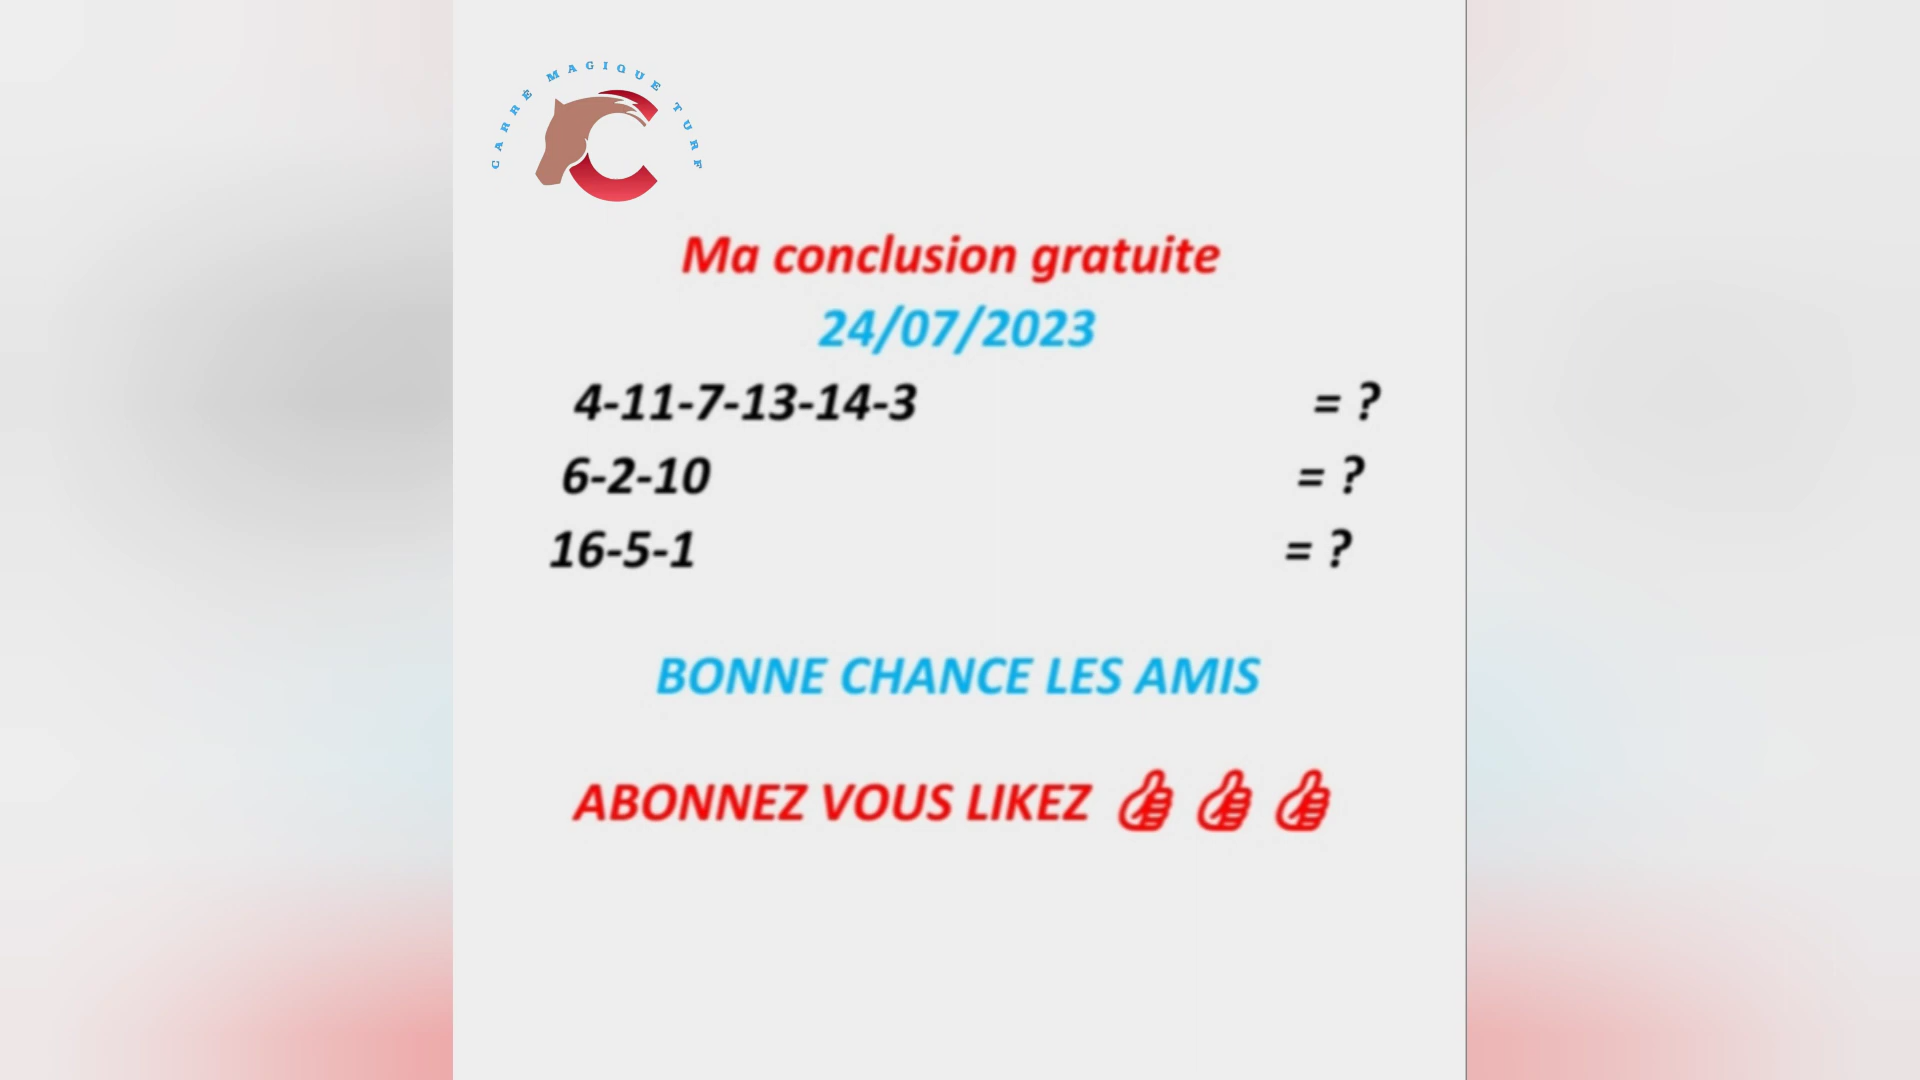 CARRÉ MAGIQUE TURF
Ma conclusion gratuite
24/07/2023
4-11-7-13-14-3 = ?
6-2-10 = ?
16-5-1 = ?
BONNE CHANCE LES AMIS
ABONNEZ VOUS LIKEZ 👍 👍 👍